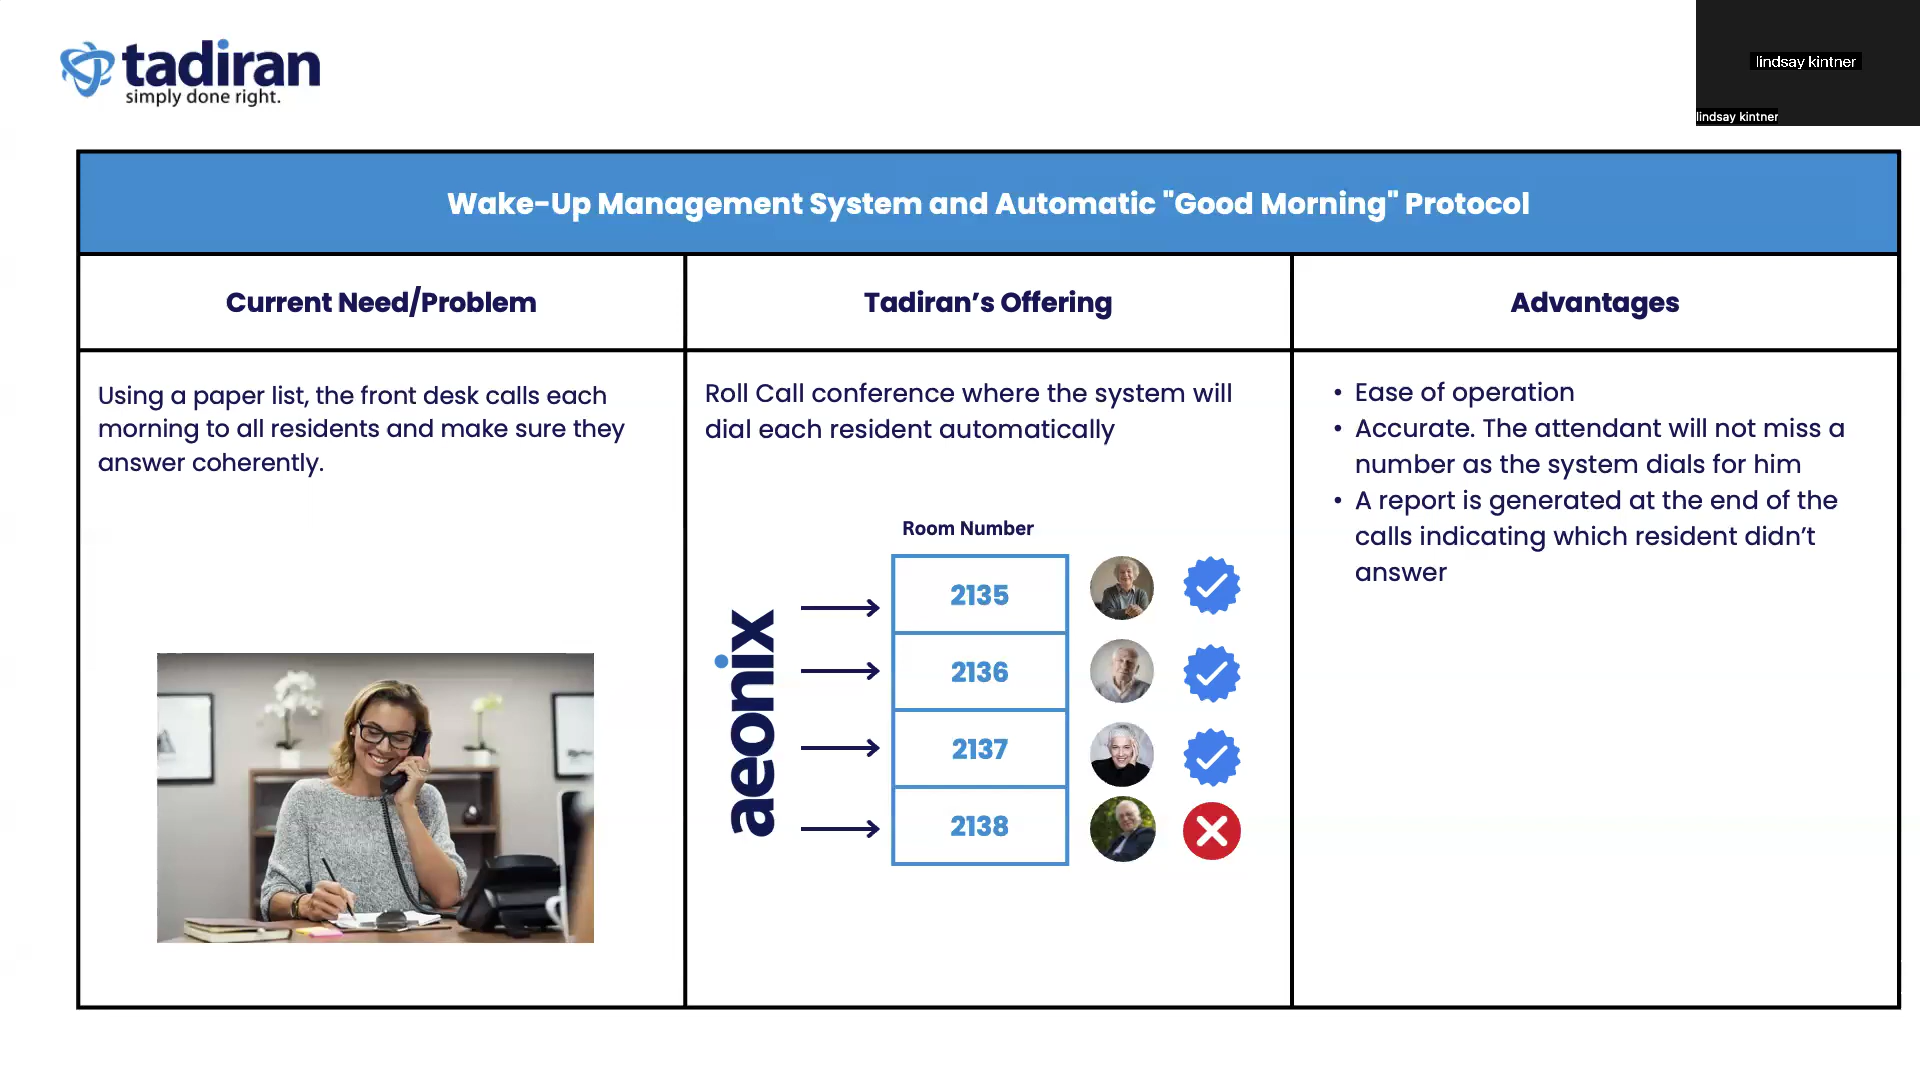 tadiran
simply done right.
lindsay kintner
lindsay kintner
Wake-Up Management System and Automatic "Good Morning" Protocol
Current Need/Problem
Tadiran’s Offering
Advantages
Using a paper list, the front desk calls each
morning to all residents and make sure they
answer coherently.
Roll Call conference where the system will
dial each resident automatically
Room Number
aeonix
2135
2136
2137
2138
• Ease of operation
• Accurate. The attendant will not miss a
number as the system dials for him
• A report is generated at the end of the
calls indicating which resident didn’t
answer